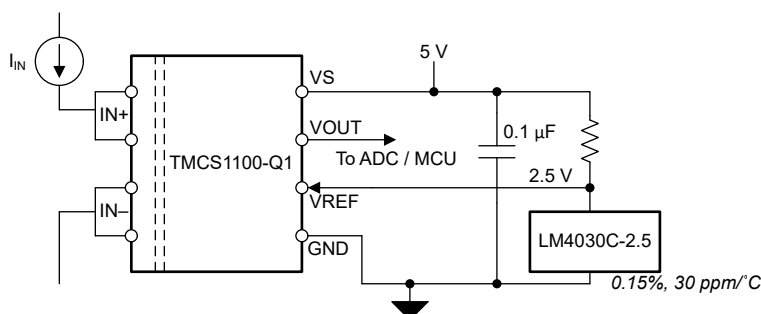 5 V
I_IN
VS
IN+
0.1 µF
VOUT
TMCS1100-Q1
To ADC / MCU
2.5 V
IN–
VREF
LM4030C-2.5
GND
0.15%, 30 ppm/˚C